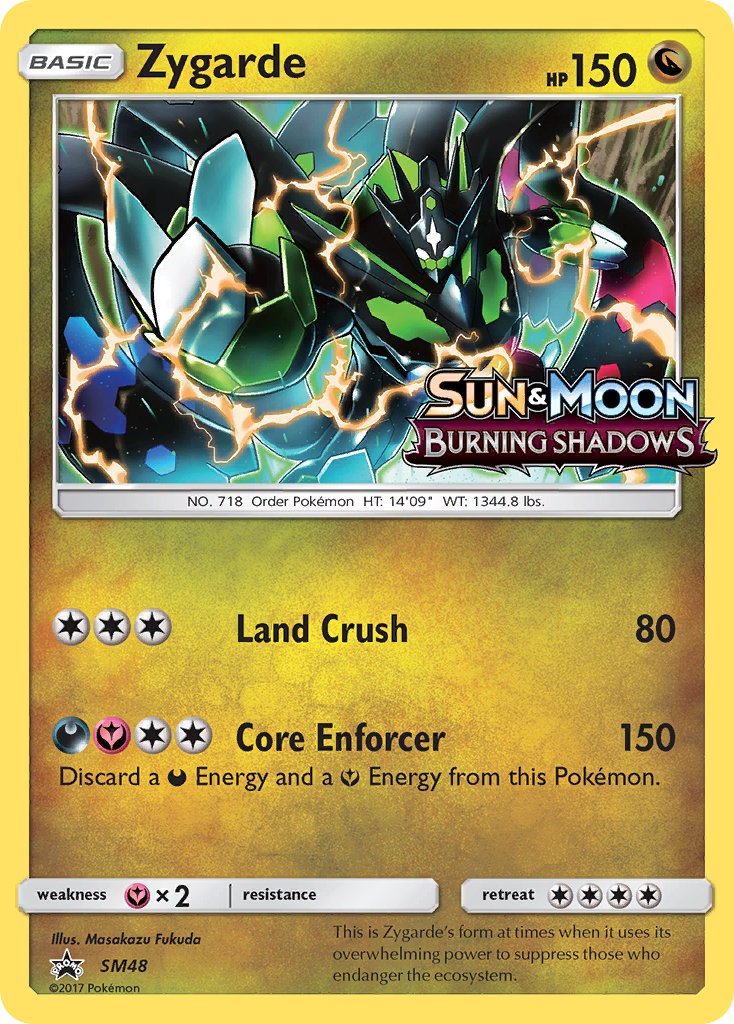 BASIC Zygarde HP 150
SUN & MOON
BURNING SHADOWS
NO. 718 Order Pokémon HT: 14'09" WT: 1344.8 lbs.
Land Crush 80
Core Enforcer 150
Discard a Energy and a Energy from this Pokémon.
weakness ×2 resistance retreat
Illus. Masakazu Fukuda
PROMO SM48
©2017 Pokémon
This is Zygarde's form at times when it uses its
overwhelming power to suppress those who
endanger the ecosystem.